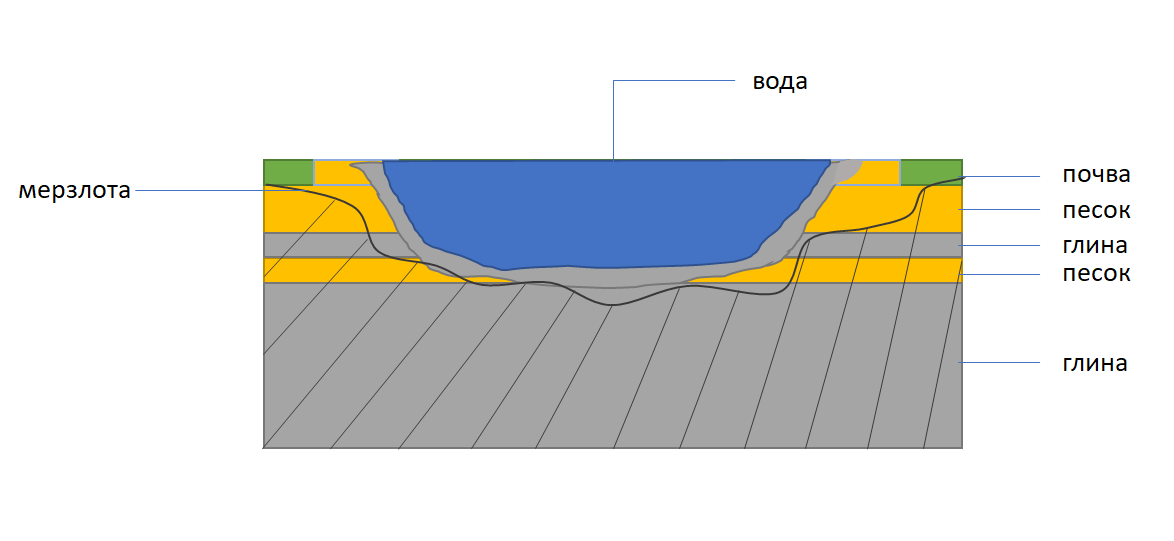 вода
почва
мерзлота
песок
глина
песок
глина